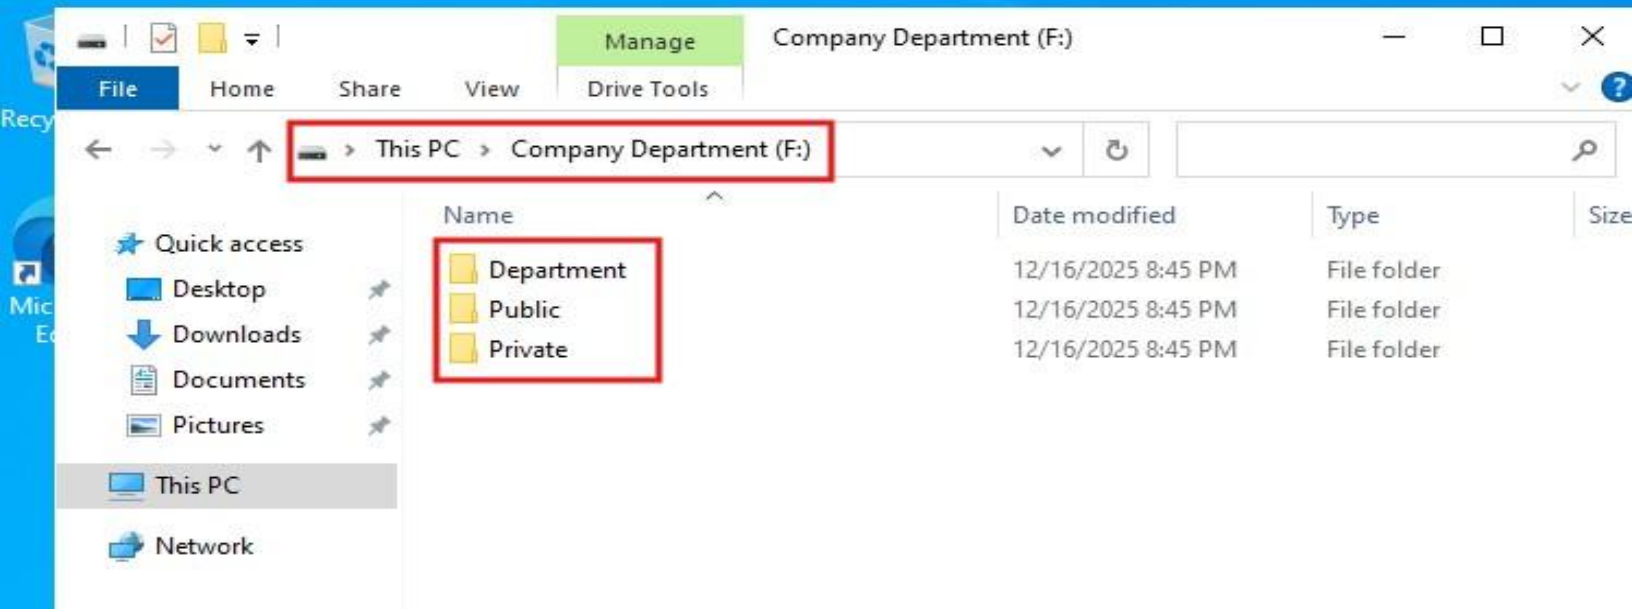 Manage
Company Department (F:)
File
Home
Share
View
Drive Tools
?
Recy
This PC > Company Department (F:)
Name
Date modified
Type
Size
Quick access
Department
12/16/2025 8:45 PM
File folder
Desktop
Public
12/16/2025 8:45 PM
File folder
Mic
Downloads
Private
12/16/2025 8:45 PM
File folder
Documents
Pictures
This PC
Network